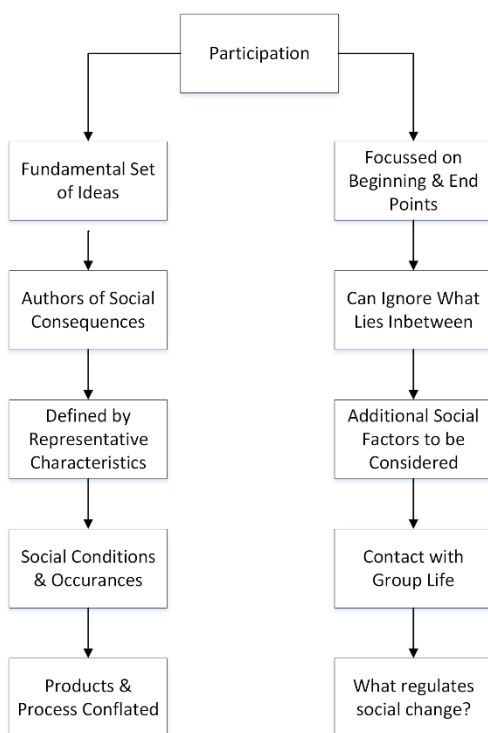 Participation
Fundamental Set
of Ideas
Authors of Social
Consequences
Defined by
Representative
Characteristics
Social Conditions
& Occurances
Products &
Process Conflated
Focussed on
Beginning & End
Points
Can Ignore What
Lies Inbetween
Additional Social
Factors to be
Considered
Contact with
Group Life
What regulates
social change?